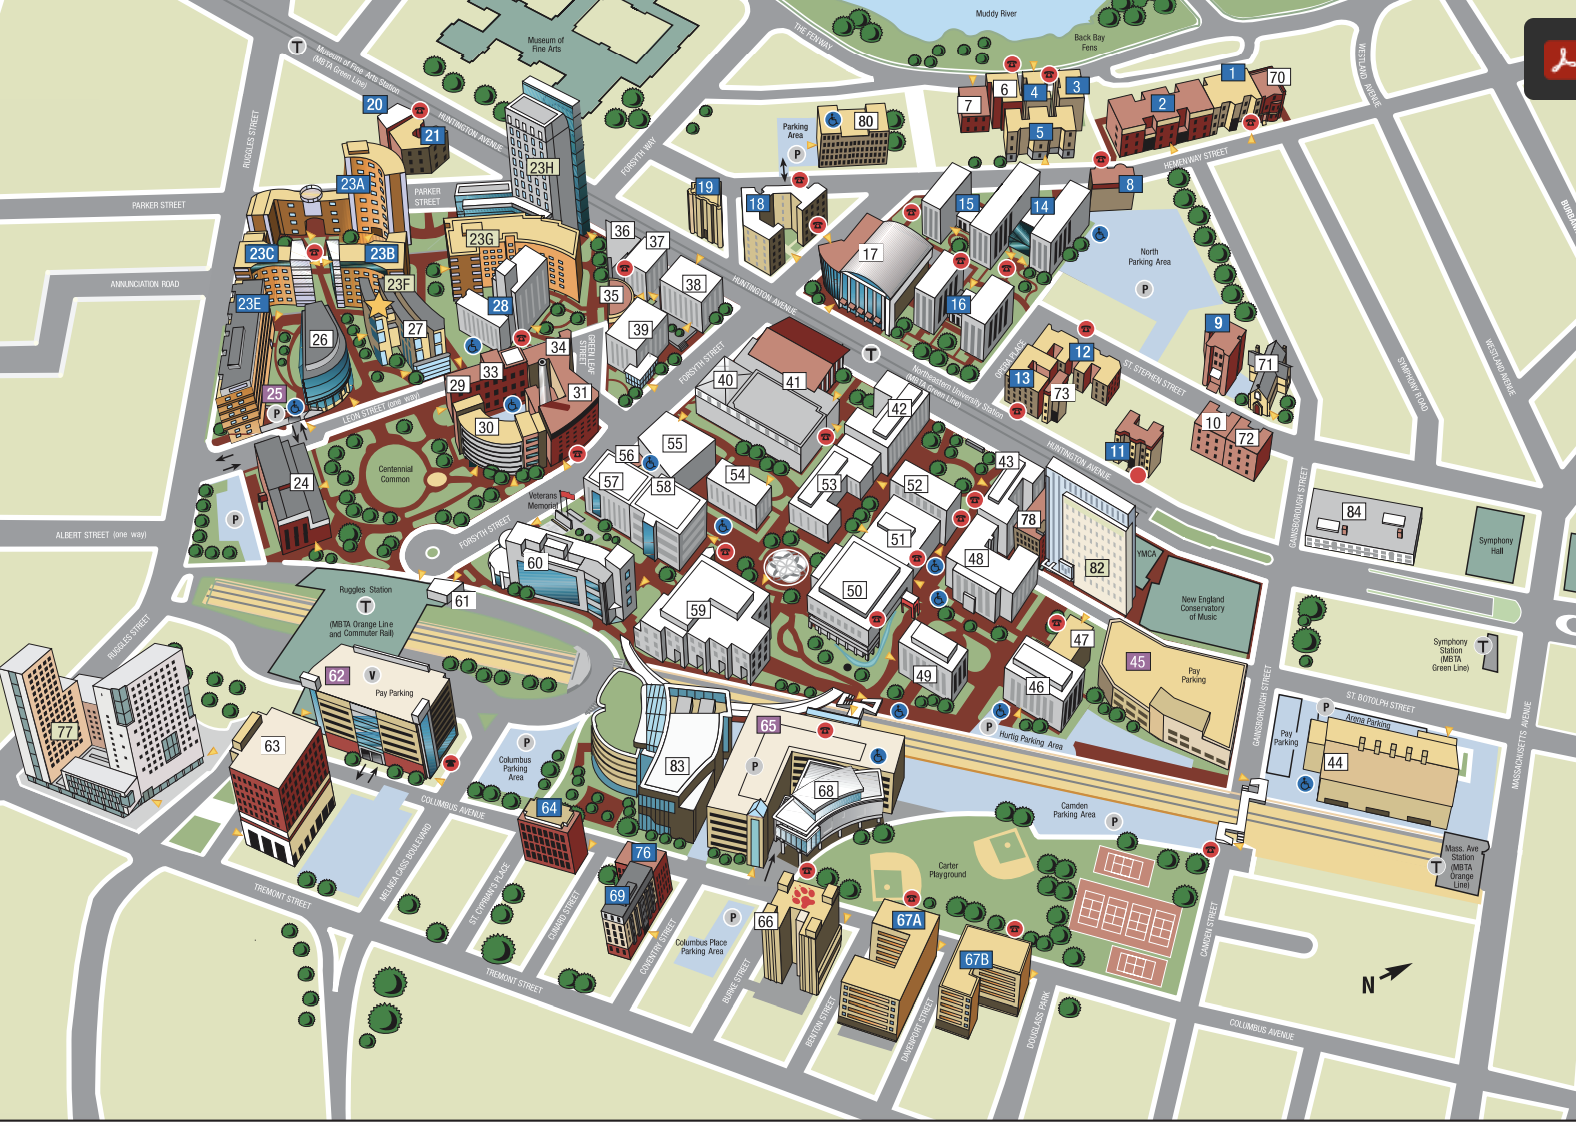 Muddy River
THE FENWAY
Back Bay
Fens
Museum of
Fine Arts
T
Museum of Fine Arts Station
(MBTA Green Line)
WESTLAND AVENUE
1
70
2
3
4
6
7
5
80
Parking
Area
P
20
21
HUNTINGTON AVENUE
RUGGLES STREET
FORSYTH WAY
HEMENWAY STREET
23H
23A
PARKER
STREET
PARKER STREET
19
18
8
15
14
BURBANK
23G
36
37
17
North
Parking Area
P
23C
23B
23F
38
HUNTINGTON AVENUE
ANNUNCIATION ROAD
23E
28
35
16
26
27
39
34
GREEN LEAF
STREET
FORSYTH STREET
T
Northeastern University Station
(MBTA Green Line)
OPERA PLACE
12
ST. STEPHEN STREET
9
71
WESTLAND AVENUE
SYMPHONY ROAD
33
29
31
40
41
13
73
25
P
LEON STREET (one way)
42
30
10
72
11
HUNTINGTON AVENUE
55
56
57
58
54
53
52
43
Centennial
Common
24
Veterans
Memorial
P
GAINSBOROUGH STREET
84
Symphony
Hall
78
51
48
82
YMCA
ALBERT STREET (one way)
FORSYTH STREET
60
50
Ruggles Station
T
(MBTA Orange Line
and Commuter Rail)
61
59
New England
Conservatory
of Music
RUGGLES STREET
47
45
Pay
Parking
49
46
Symphony
Station
(MBTA
Green Line)
T
62
V
Pay Parking
GAINSBOROUGH STREET
ST. BOTOLPH STREET
P
Arena Parking
Pay
Parking
MASSACHUSETTS AVENUE
77
63
65
P
Hurtig Parking Area
44
P
Columbus
Parking
Area
83
P
68
Camden
Parking Area
P
COLUMBUS AVENUE
64
MELNEA CASS BOULEVARD
76
69
Carter
Playground
T
Mass. Ave
Station
(MBTA
Orange
Line)
TREMONT STREET
ST. CYPRIAN'S PLACE
CUNARD STREET
COVENTRY STREET
P
Columbus Place
Parking Area
66
67A
67B
CAMDEN STREET
N
TREMONT STREET
BURKE STREET
BENTON STREET
DAVENPORT STREET
DOUGLASS PARK
COLUMBUS AVENUE